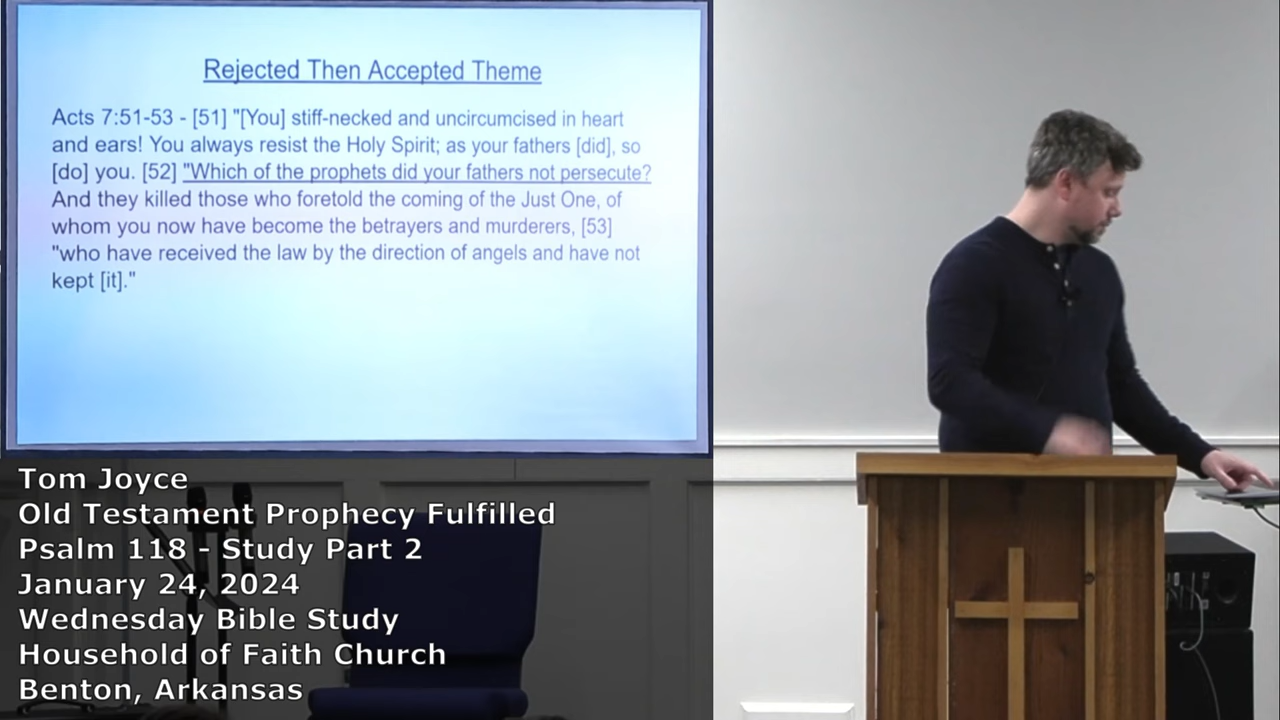 Rejected Then Accepted Theme
Acts 7:51-53 - [51] "[You] stiff-necked and uncircumcised in heart
and ears! You always resist the Holy Spirit; as your fathers [did], so
[do] you. [52] "Which of the prophets did your fathers not persecute?
And they killed those who foretold the coming of the Just One, of
whom you now have become the betrayers and murderers, [53]
"who have received the law by the direction of angels and have not
kept [it]."
Tom Joyce
Old Testament Prophecy Fulfilled
Psalm 118 - Study Part 2
January 24, 2024
Wednesday Bible Study
Household of Faith Church
Benton, Arkansas